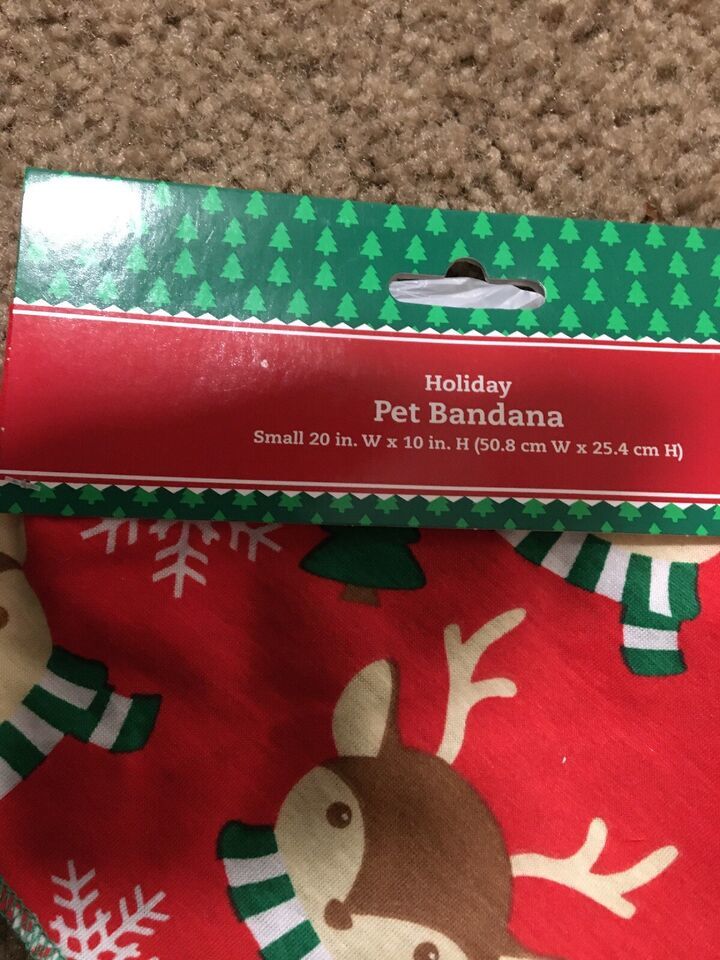 Holiday
Pet Bandana
Small 20 in. W x 10 in. H (50.8 cm W x 25.4 cm H)